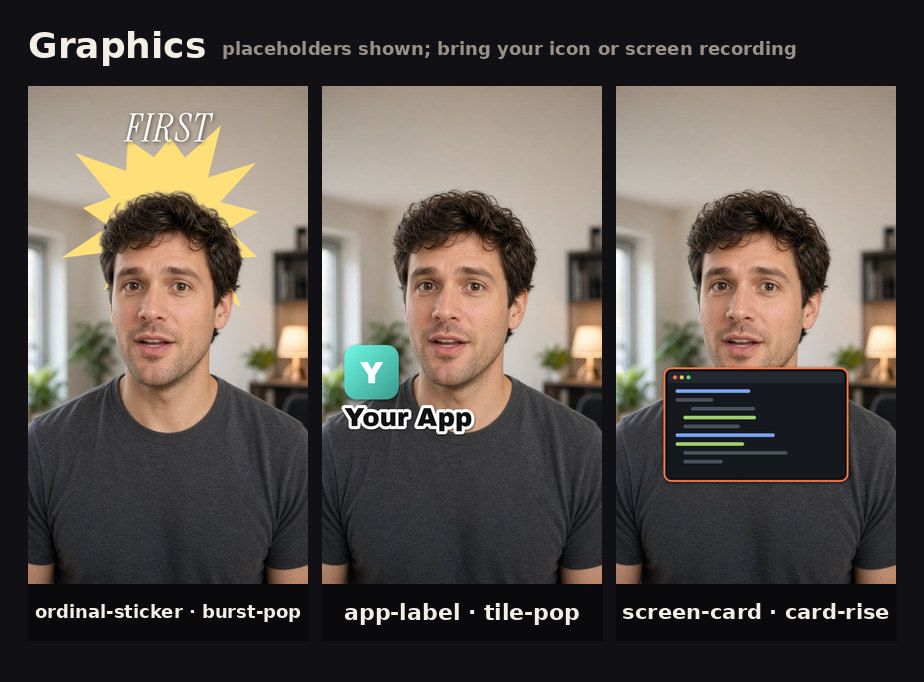 Graphics placeholders shown; bring your icon or screen recording
FIRST
Y
Your App
ordinal-sticker · burst-pop
app-label · tile-pop
screen-card · card-rise